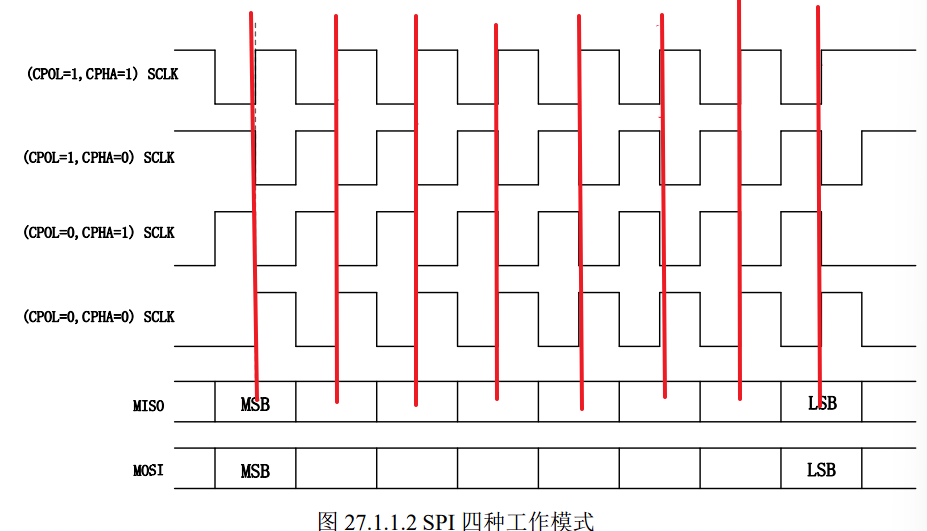 (CPOL=1,CPHA=1) SCLK
(CPOL=1,CPHA=0) SCLK
(CPOL=0,CPHA=1) SCLK
(CPOL=0,CPHA=0) SCLK
MISO MSB LSB
MOSI MSB LSB
图 27.1.1.2 SPI 四种工作模式